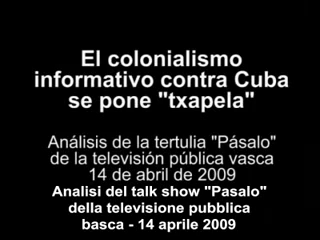 El colonialismo
informativo contra Cuba
se pone "txapela"
Análisis de la tertulia "Pásalo"
de la televisión pública vasca
14 de abril de 2009
Analisi del talk show "Pasalo"
della televisione pubblica
basca - 14 aprile 2009